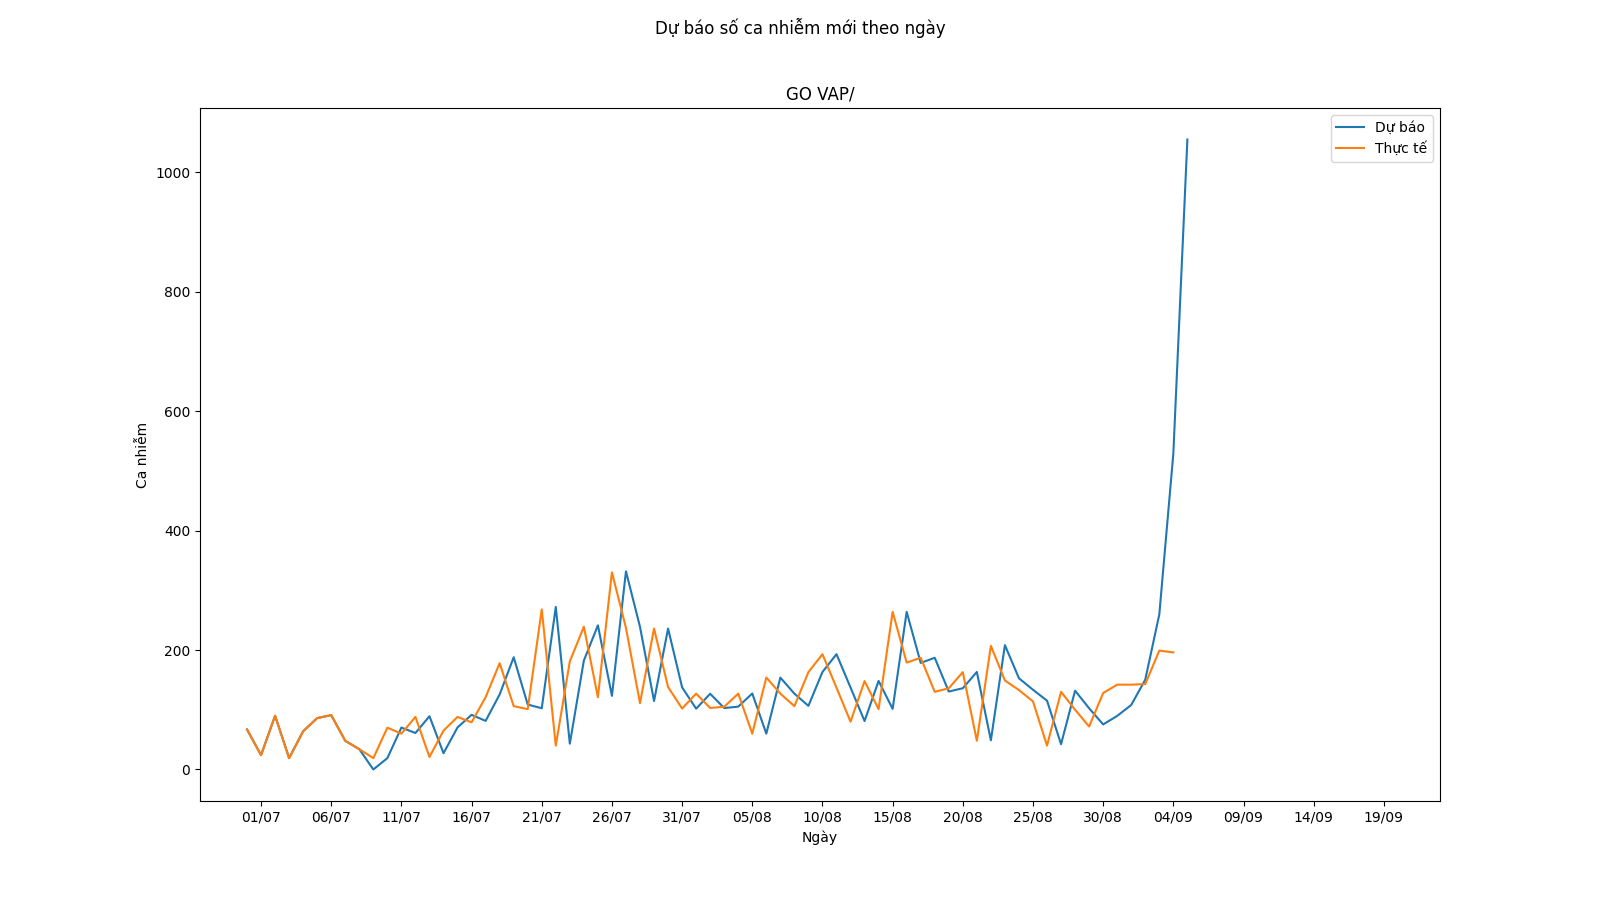 Dự báo số ca nhiễm mới theo ngày
GO VAP/
Dự báo
Thực tế
1000
800
600
400
200
0
Ca nhiễm
01/07 06/07 11/07 16/07 21/07 26/07 31/07 05/08 10/08 15/08 20/08 25/08 30/08 04/09 09/09 14/09 19/09
Ngày